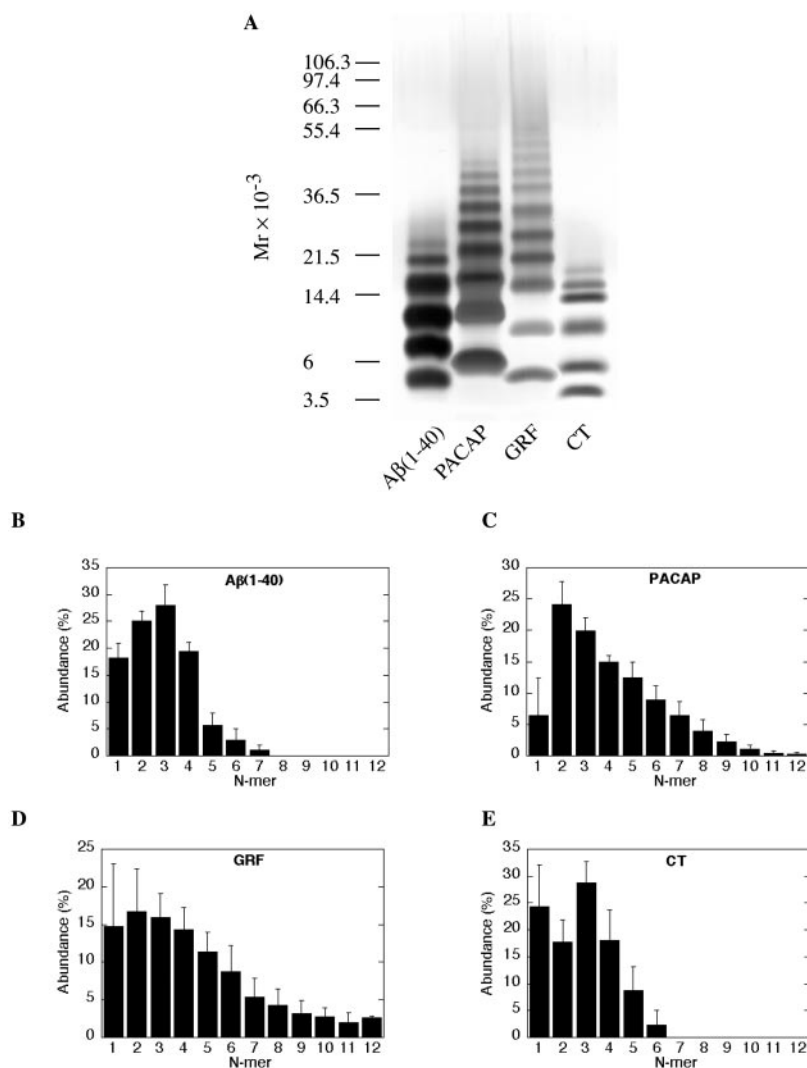 A
106.3
97.4
66.3
55.4
36.5
21.5
14.4
6
3.5
Mr × 10⁻³
Aβ(1-40)
PACAP
GRF
CT
B
Aβ(1-40)
35
30
25
20
15
10
5
0
Abundance (%)
1 2 3 4 5 6 7 8 9 10 11 12
N-mer
C
PACAP
30
25
20
15
10
5
0
Abundance (%)
1 2 3 4 5 6 7 8 9 10 11 12
N-mer
D
GRF
25
20
15
10
5
0
Abundance (%)
1 2 3 4 5 6 7 8 9 10 11 12
N-mer
E
CT
35
30
25
20
15
10
5
0
Abundance (%)
1 2 3 4 5 6 7 8 9 10 11 12
N-mer